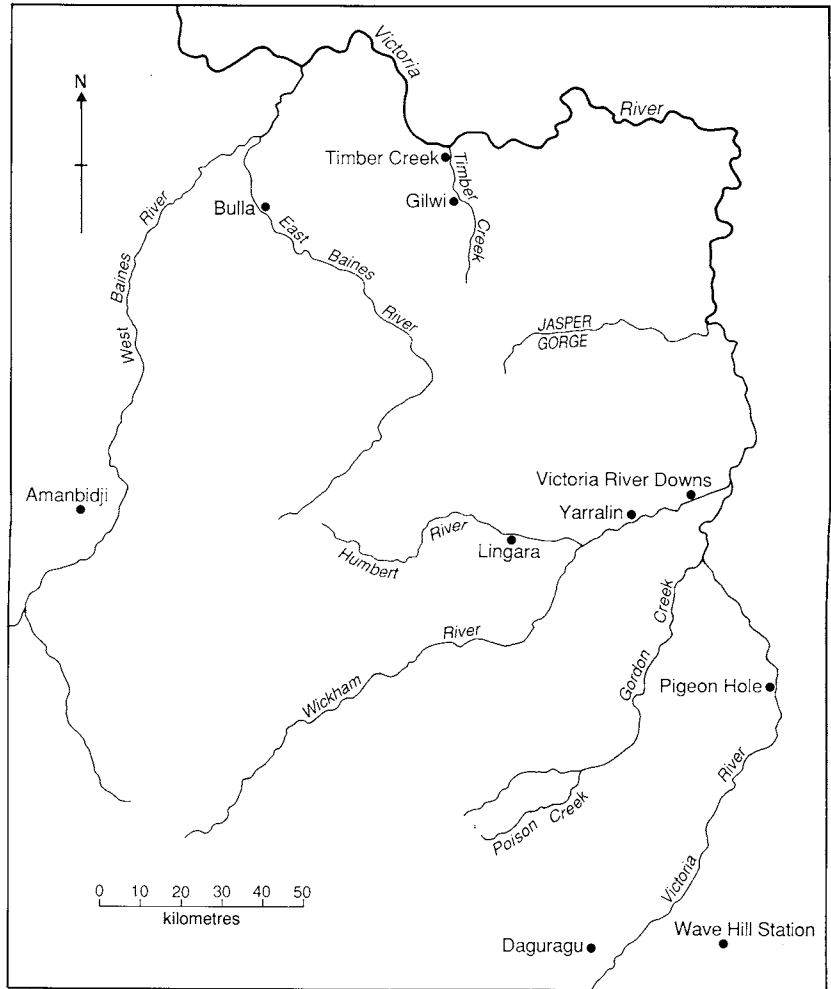 Victoria
N
River
Timber Creek
Timber
Creek
Gilwi
Bulla
River
East
Baines
River
Baines
West
JASPER
GORGE
Amanbidji
Victoria River Downs
Yarralin
River
Humbert
Lingara
Creek
River
Wickham
Gordon
Pigeon Hole
River
Poison Creek
Victoria
0 10 20 30 40 50
kilometres
Wave Hill Station
Daguragu